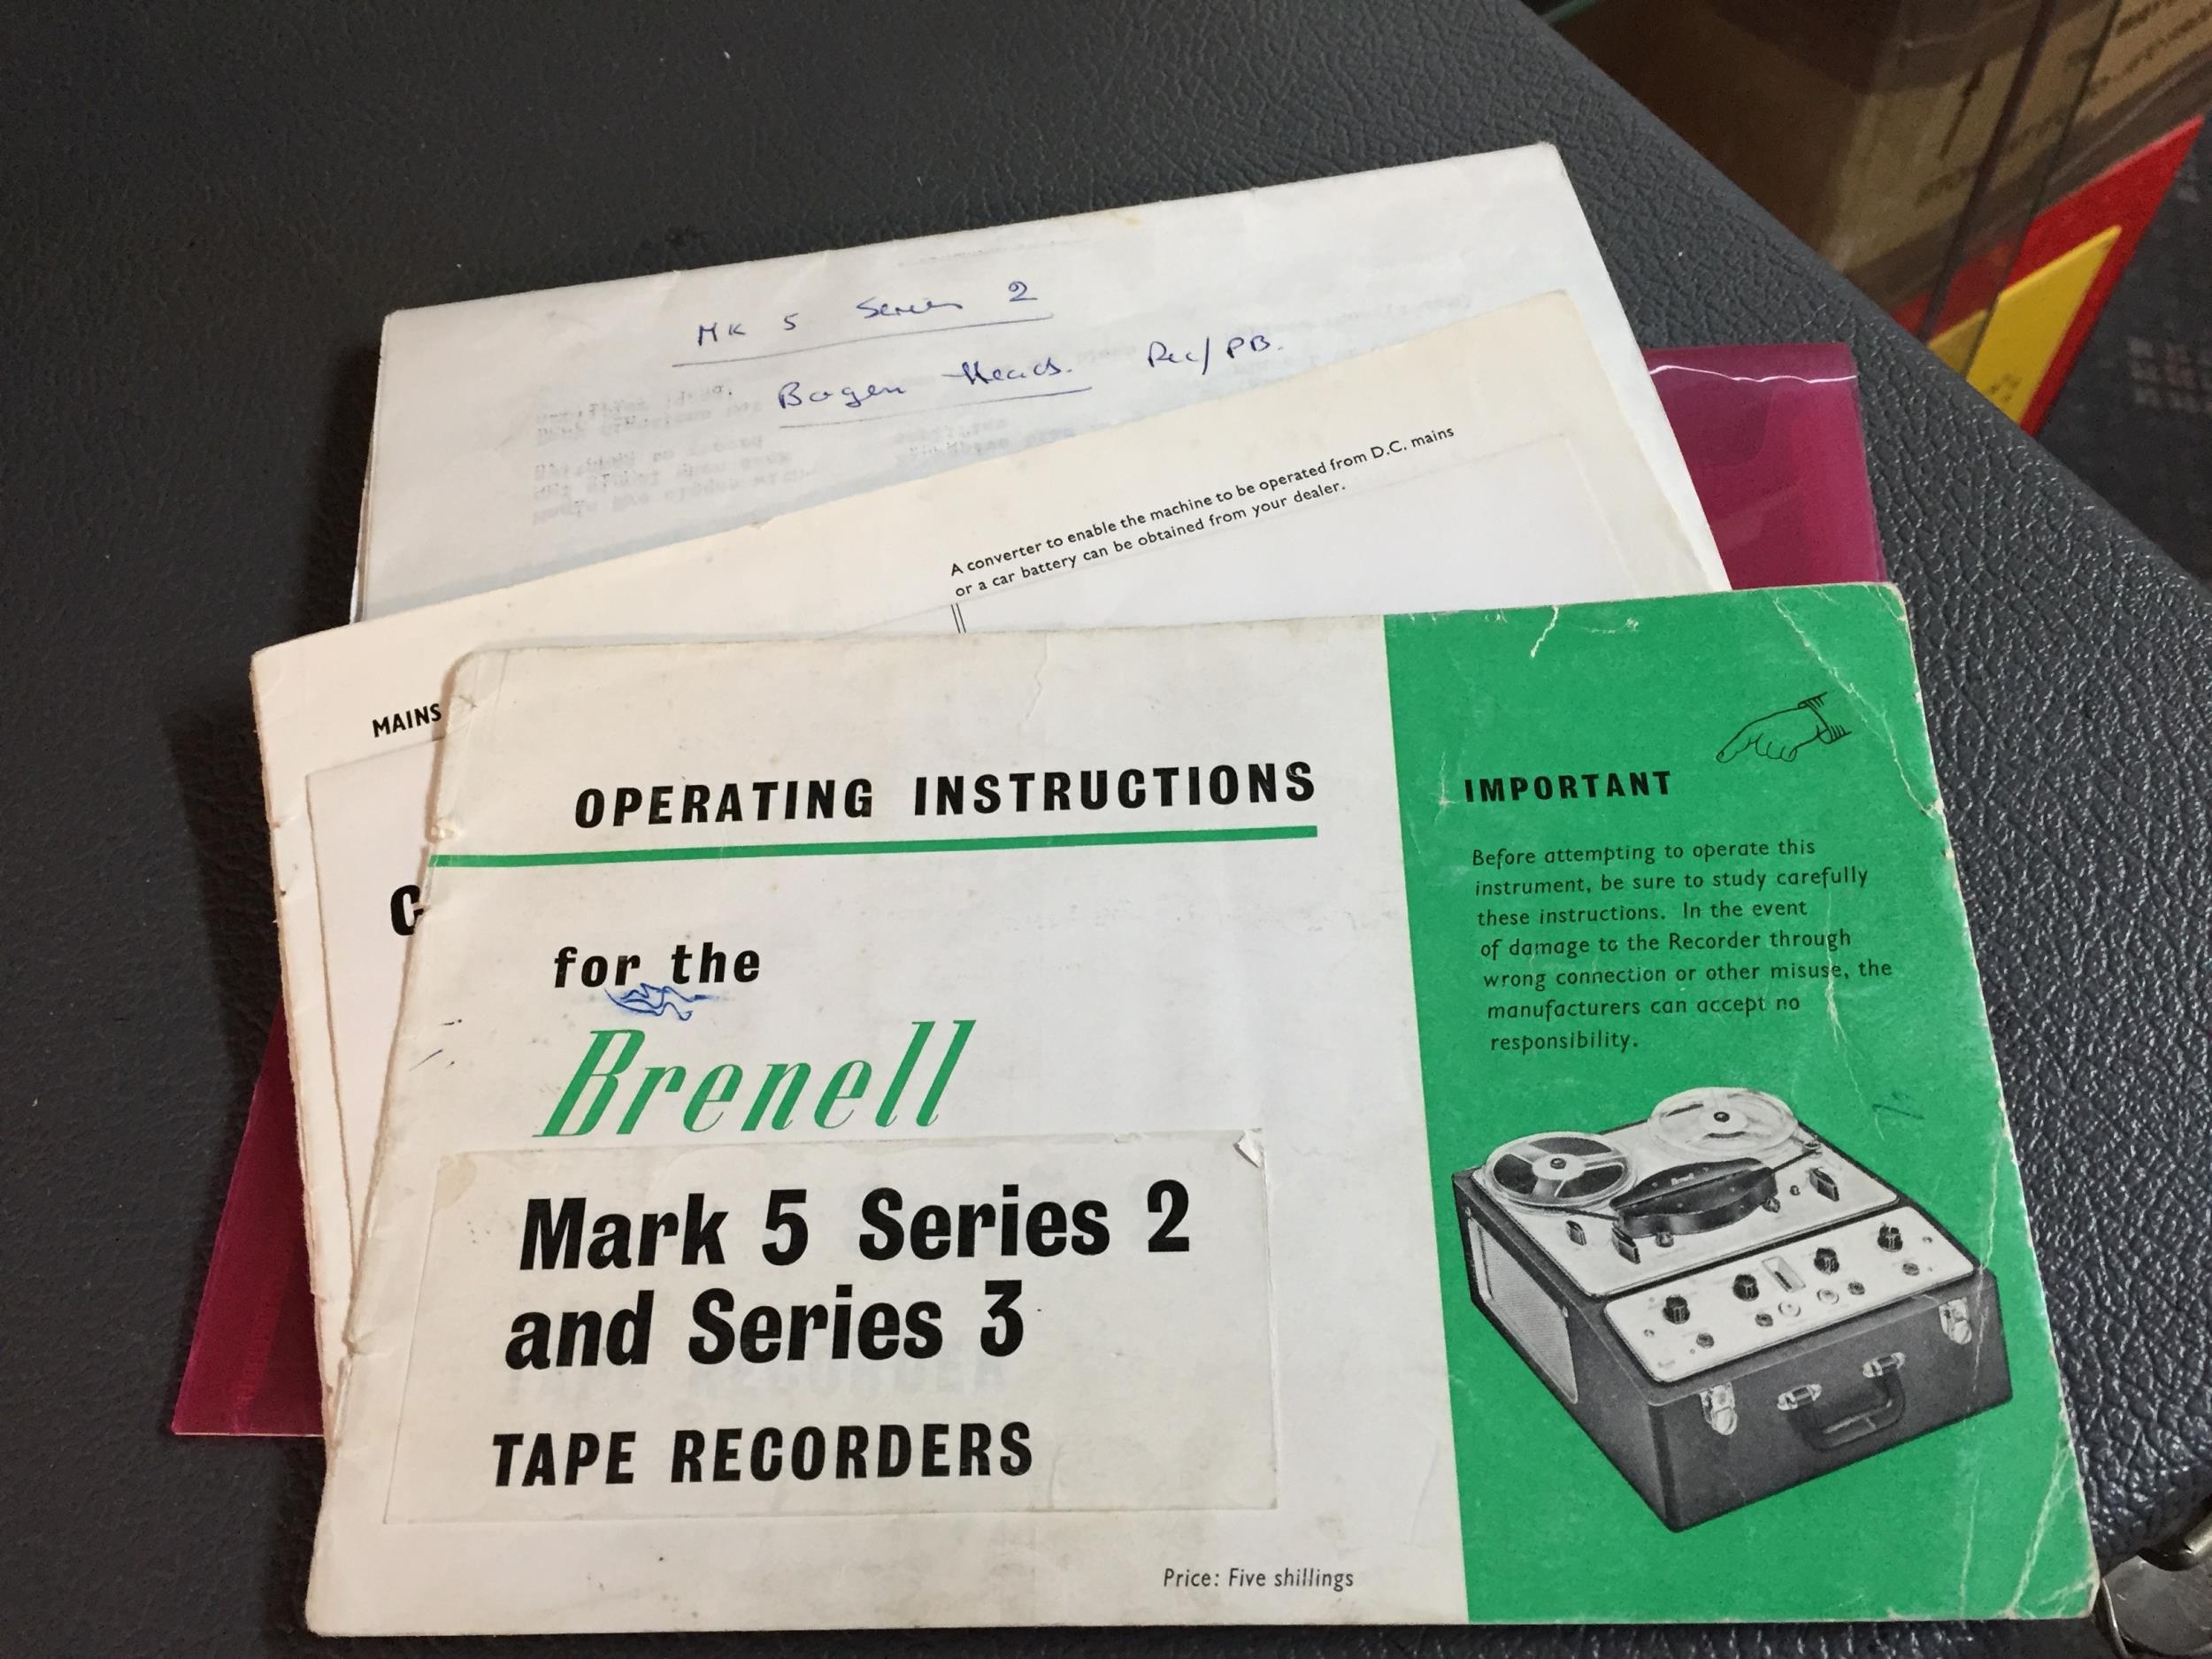 MK 5 Series 2
Bogen Heads. Rec/PB.
A converter to enable the machine to be operated from D.C. mains
or a car battery can be obtained from your dealer.
MAINS
C
OPERATING INSTRUCTIONS
for the
Brenell
Mark 5 Series 2
and Series 3
TAPE RECORDERS
Price: Five shillings
IMPORTANT
Before attempting to operate this
instrument, be sure to study carefully
these instructions. In the event
of damage to the Recorder through
wrong connection or other misuse, the
manufacturers can accept no
responsibility.